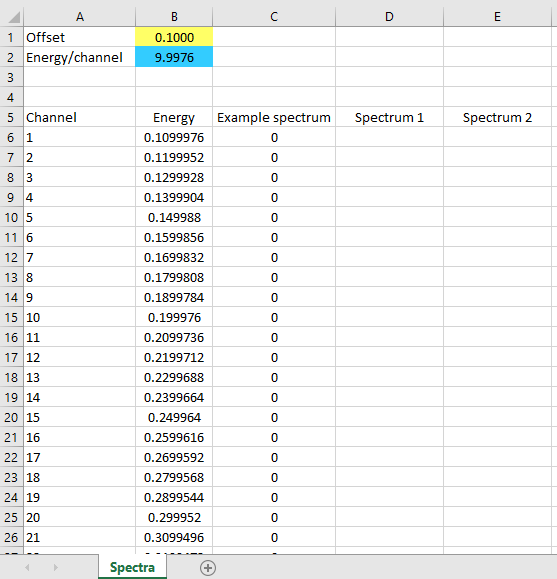 A B C D E
1 Offset 0.1000
2 Energy/channel 9.9976
3
4
5 Channel Energy Example spectrum Spectrum 1 Spectrum 2
6 1 0.1099976 0
7 2 0.1199952 0
8 3 0.1299928 0
9 4 0.1399904 0
10 5 0.149988 0
11 6 0.1599856 0
12 7 0.1699832 0
13 8 0.1799808 0
14 9 0.1899784 0
15 10 0.199976 0
16 11 0.2099736 0
17 12 0.2199712 0
18 13 0.2299688 0
19 14 0.2399664 0
20 15 0.249964 0
21 16 0.2599616 0
22 17 0.2699592 0
23 18 0.2799568 0
24 19 0.2899544 0
25 20 0.299952 0
26 21 0.3099496 0
Spectra